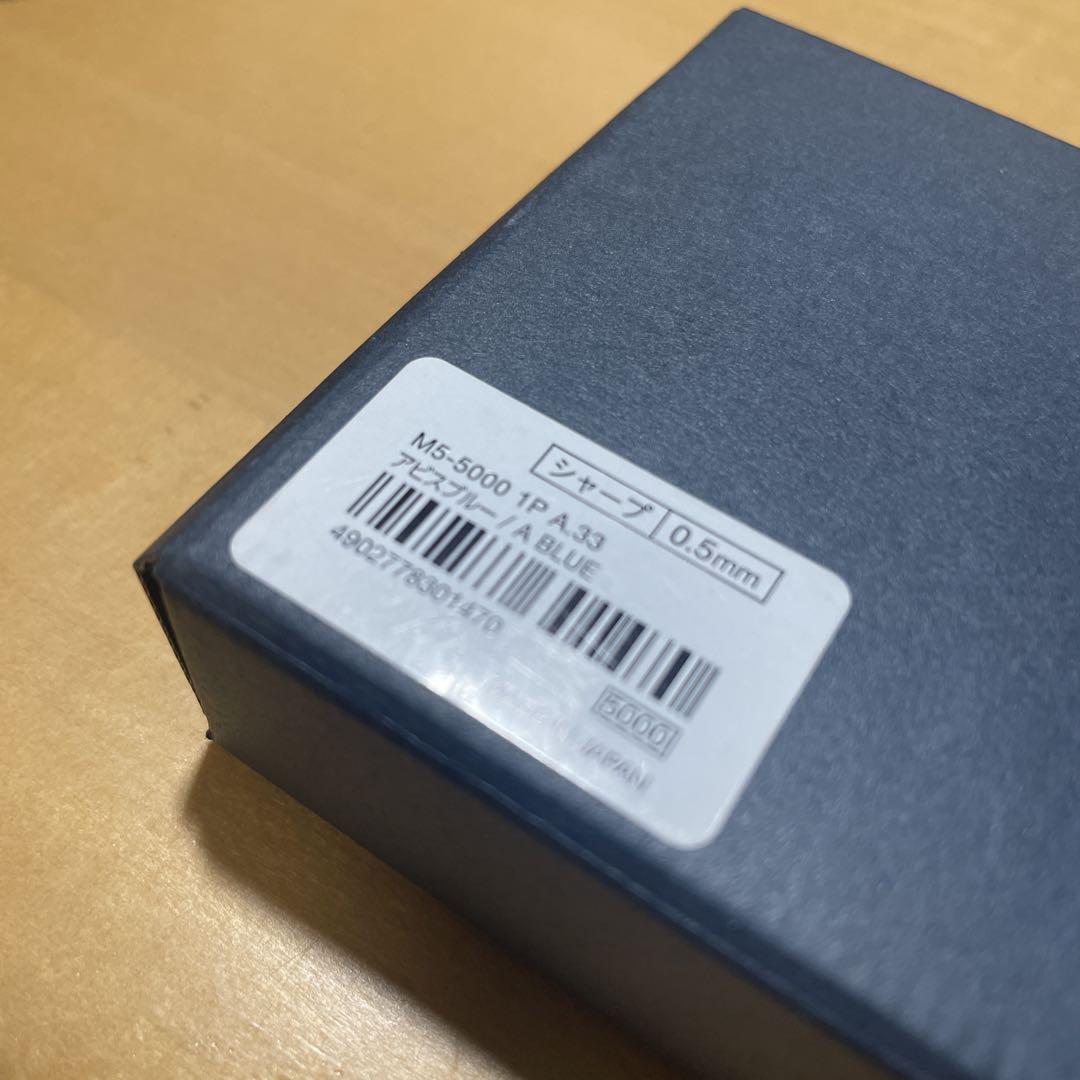 シャープ 0.5mm
M5-5000 1P A.33
アビスブルー / A BLUE
4902778301470
5000
JAPAN